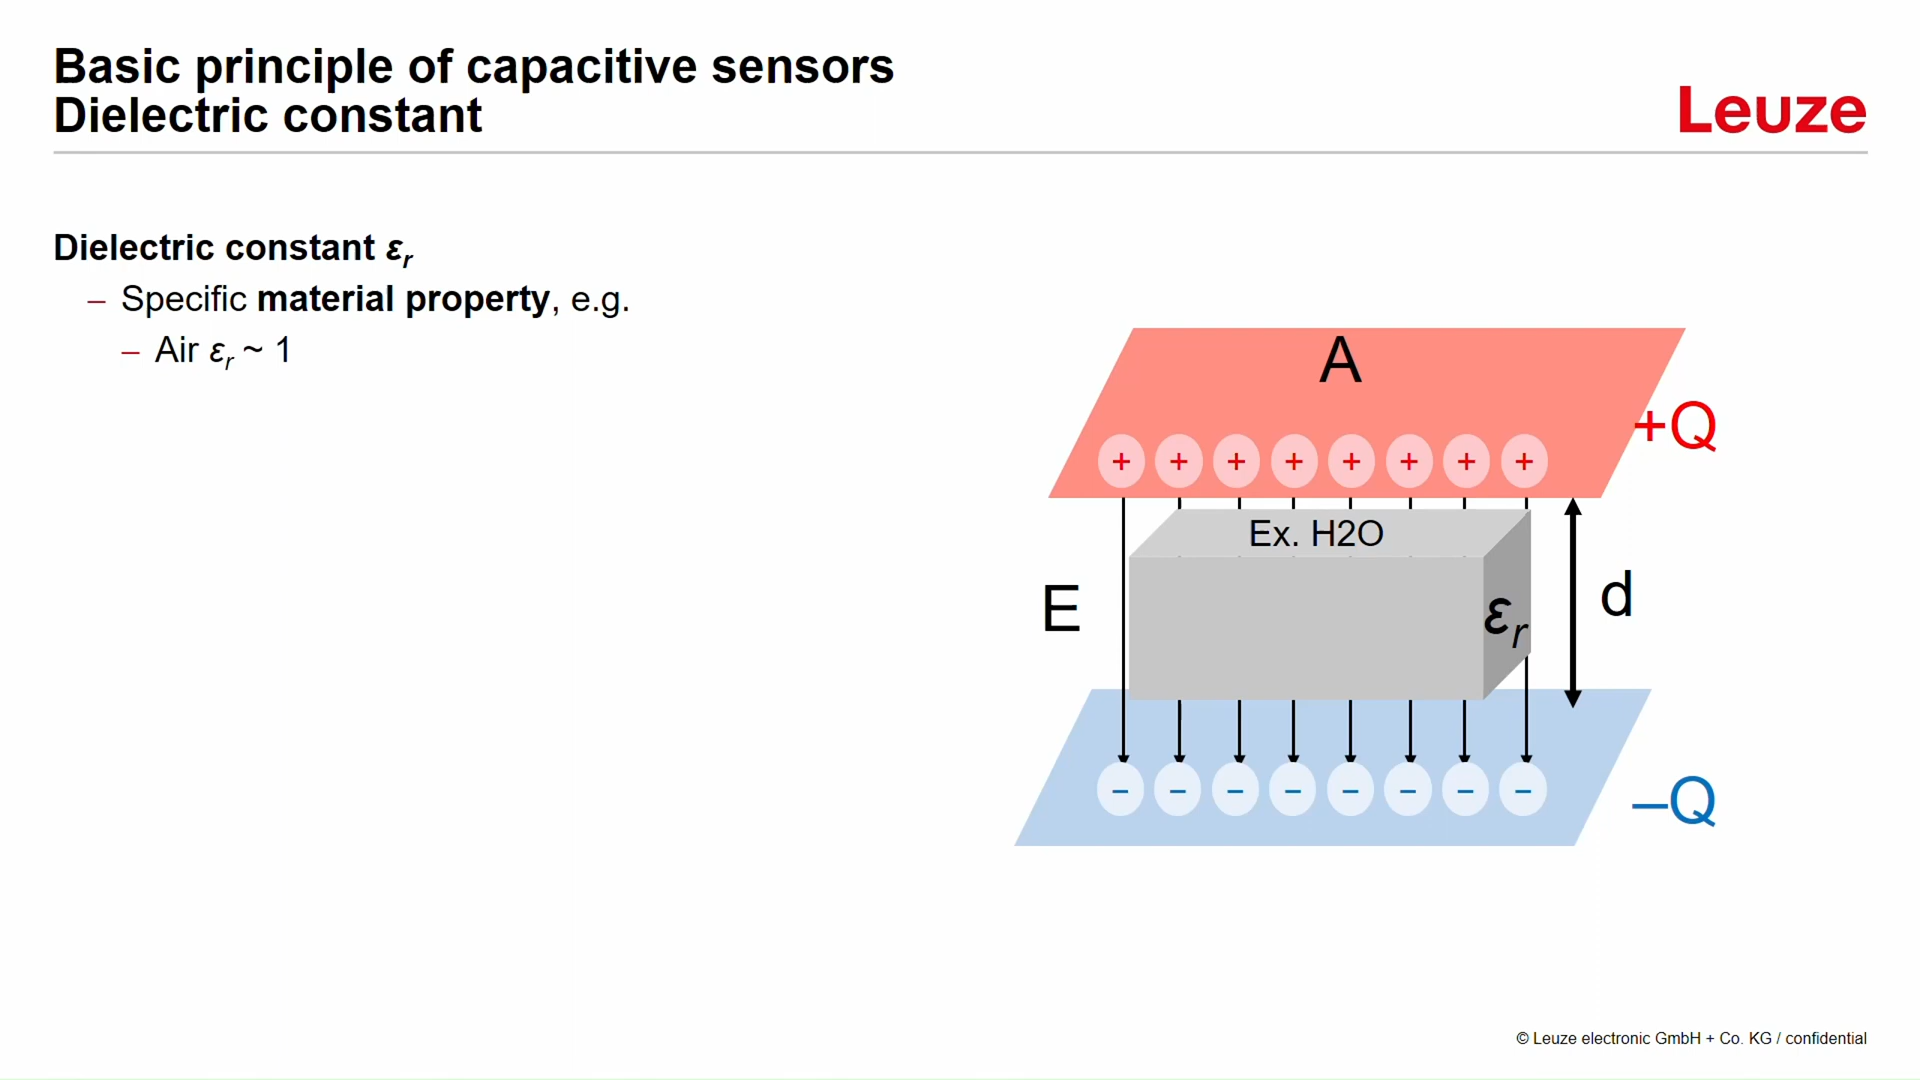 Basic principle of capacitive sensors
Dielectric constant
Leuze
Dielectric constant εr
– Specific material property, e.g.
– Air εr ~ 1
A
+Q
+ + + + + + + +
Ex. H2O
E
εr
d
– – – – – – – –
–Q
© Leuze electronic GmbH + Co. KG / confidential